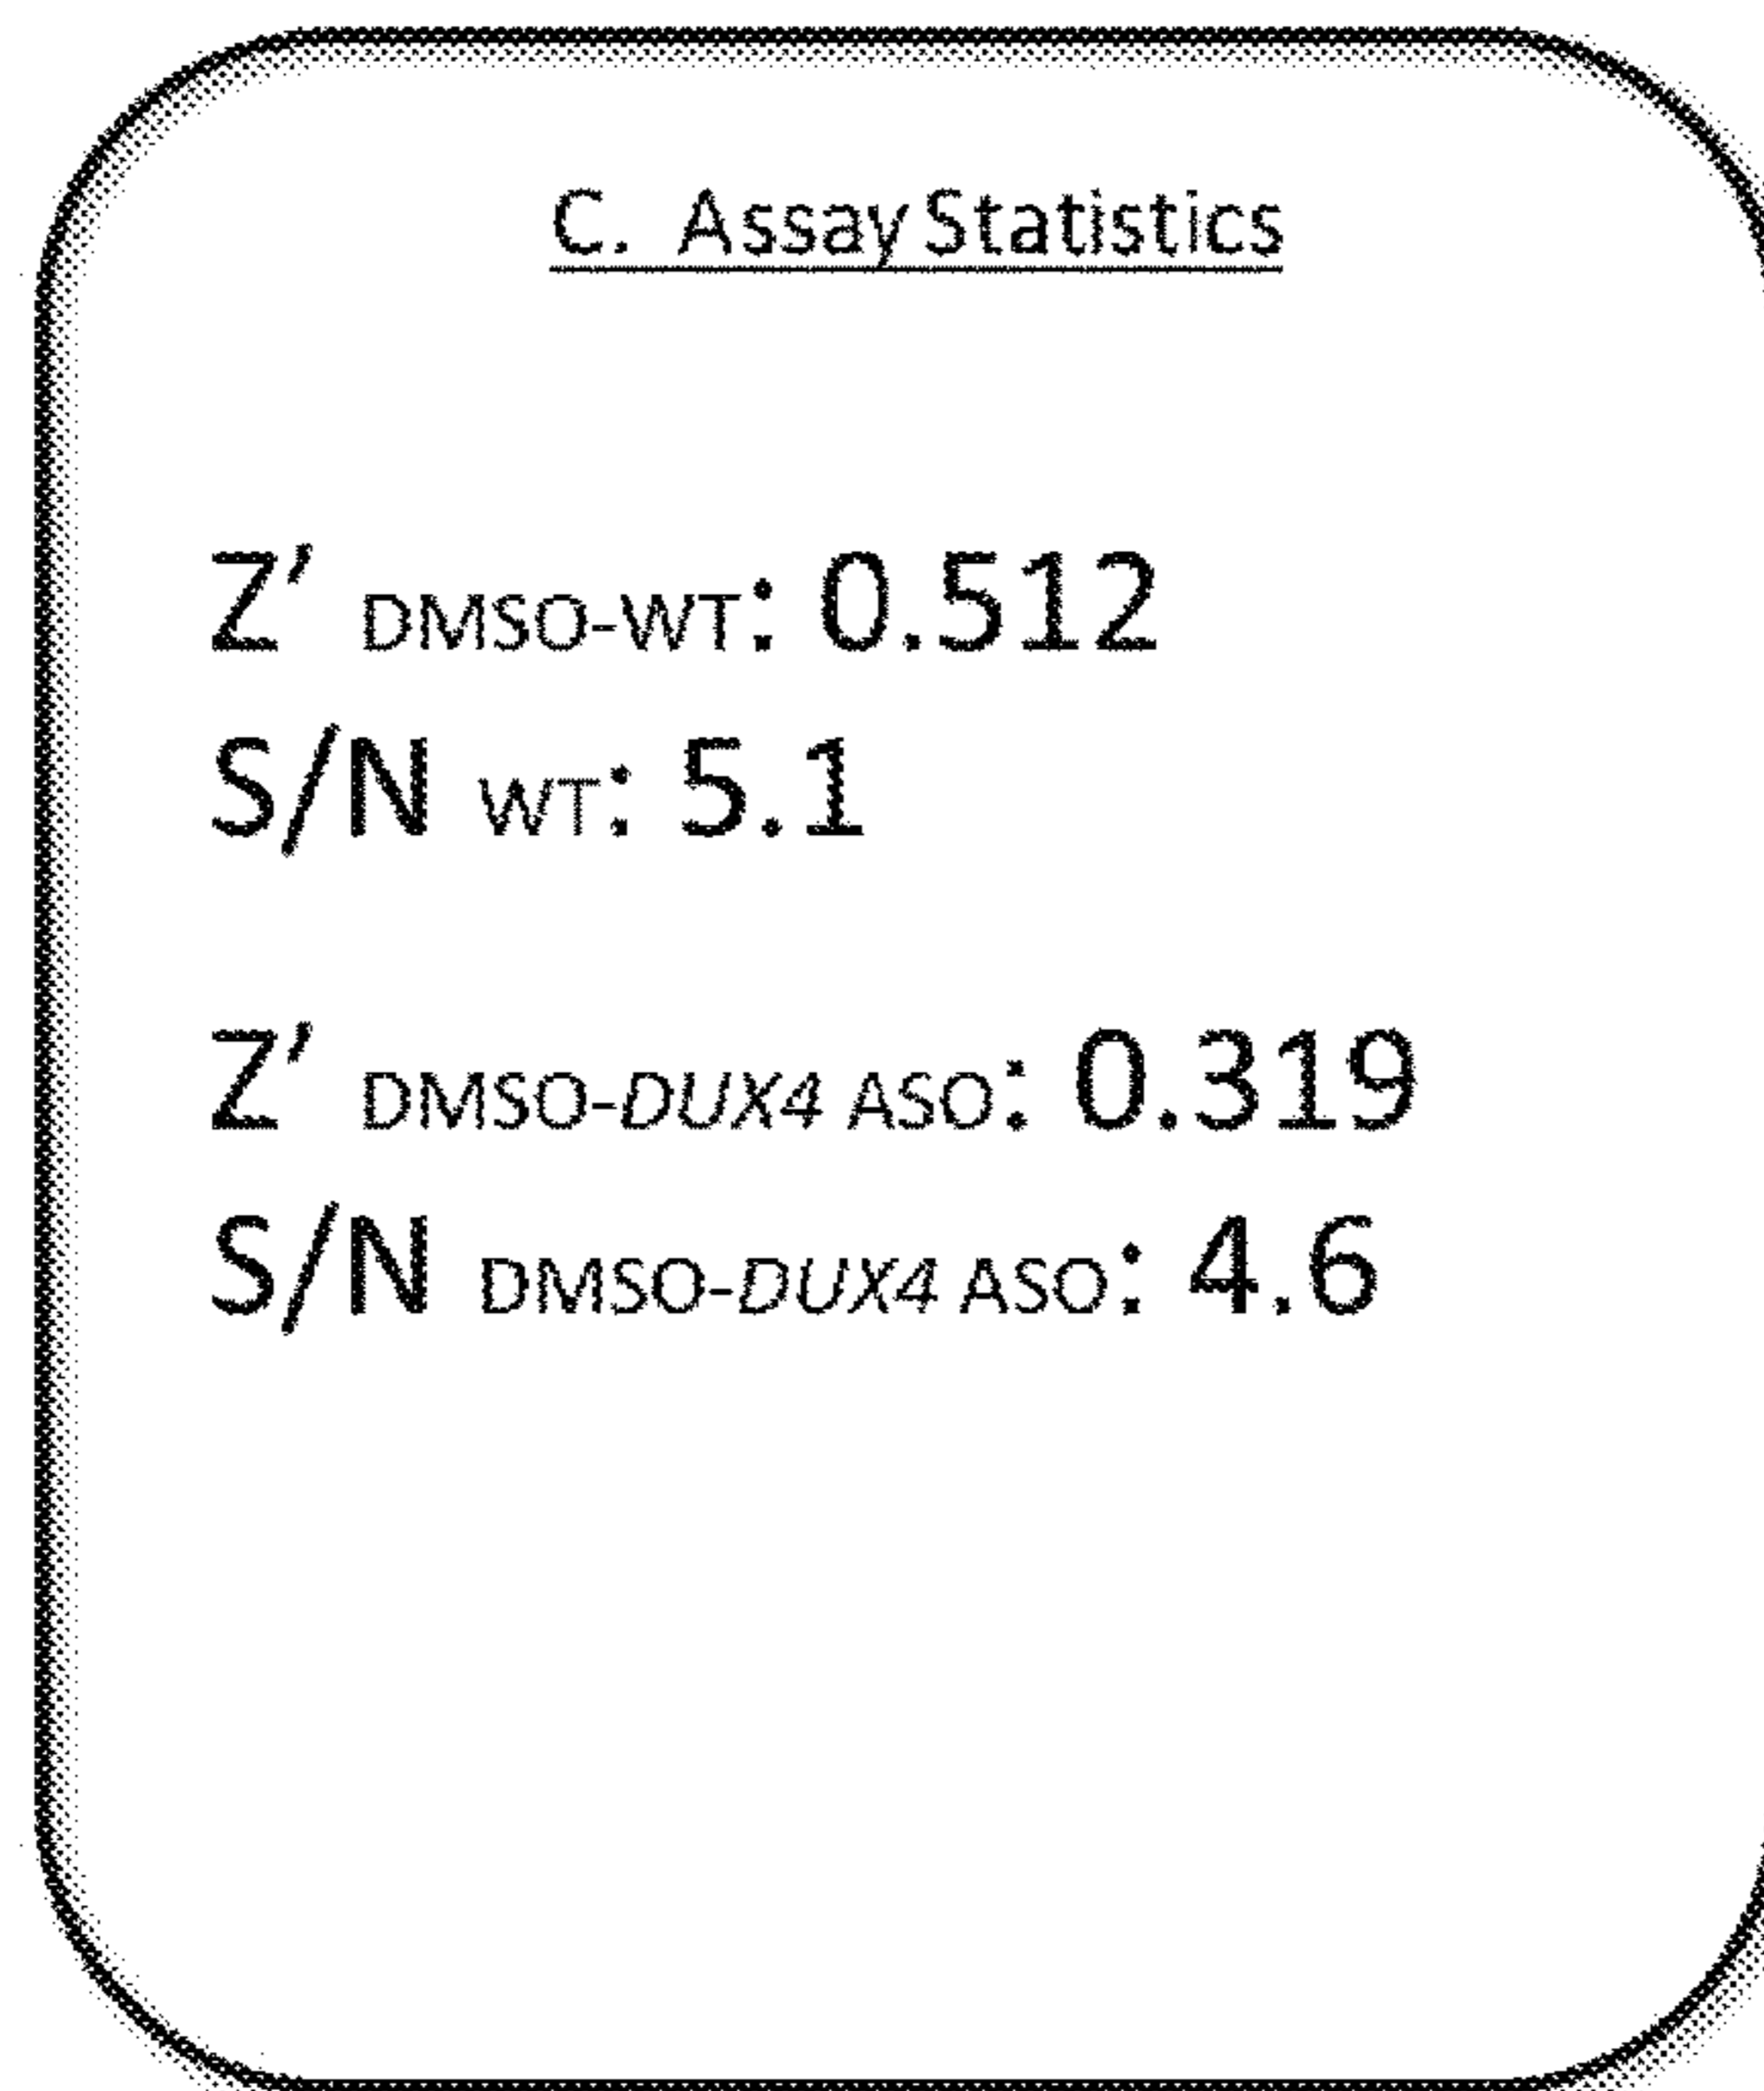 C. Assay Statistics
Z′ DMSO-WT: 0.512
S/N WT: 5.1
Z′ DMSO-DUX4 ASO: 0.319
S/N DMSO-DUX4 ASO: 4.6